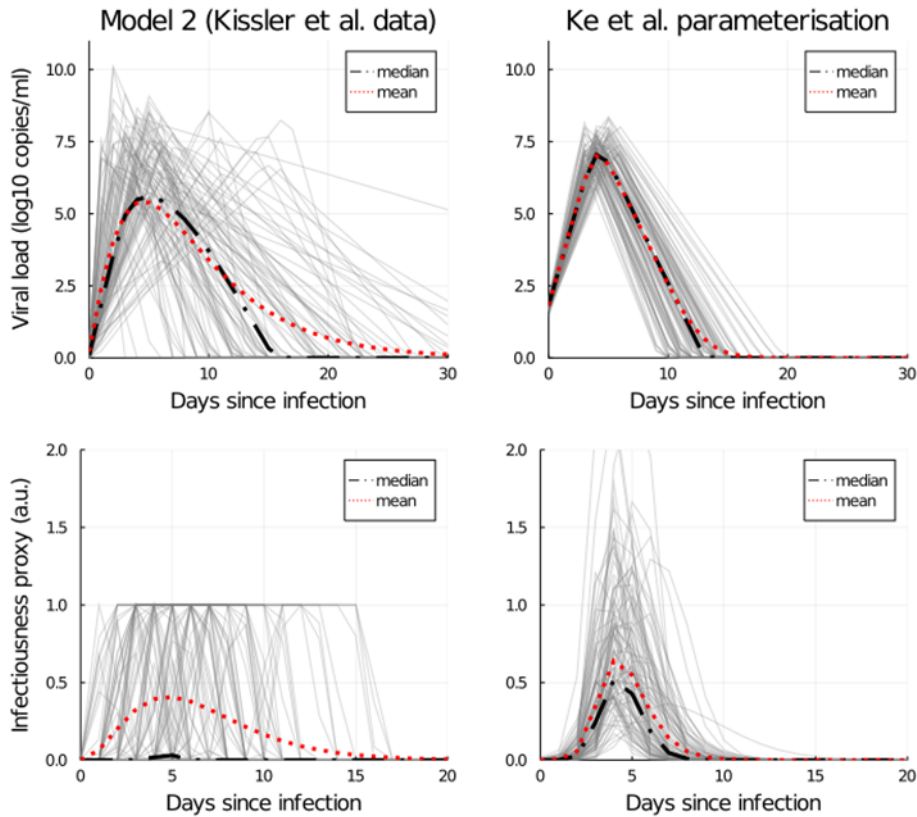 Model 2 (Kissler et al. data)
Ke et al. parameterisation
Viral load (log10 copies/ml)
10.0
7.5
5.0
2.5
0.0
0
10
20
30
Days since infection
median
mean
10.0
7.5
5.0
2.5
0.0
0
10
20
30
Days since infection
median
mean
Infectiousness proxy (a.u.)
2.0
1.5
1.0
0.5
0.0
0
5
10
15
20
Days since infection
median
mean
2.0
1.5
1.0
0.5
0.0
0
5
10
15
20
Days since infection
median
mean